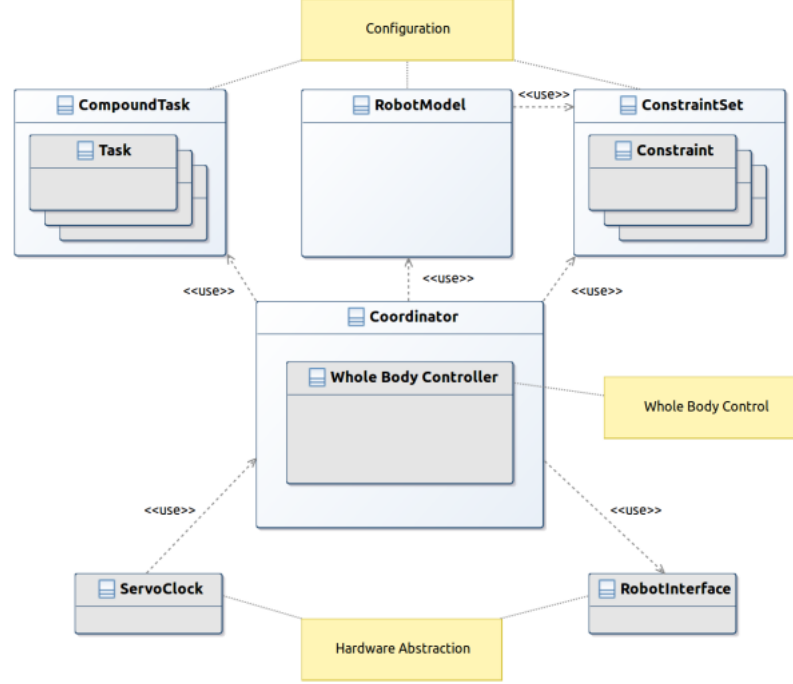 Configuration
CompoundTask
RobotModel
<<use>>
ConstraintSet
Task
Constraint
<<use>>
<<use>>
<<use>>
Coordinator
Whole Body Controller
Whole Body Control
<<use>>
<<use>>
ServoClock
RobotInterface
Hardware Abstraction